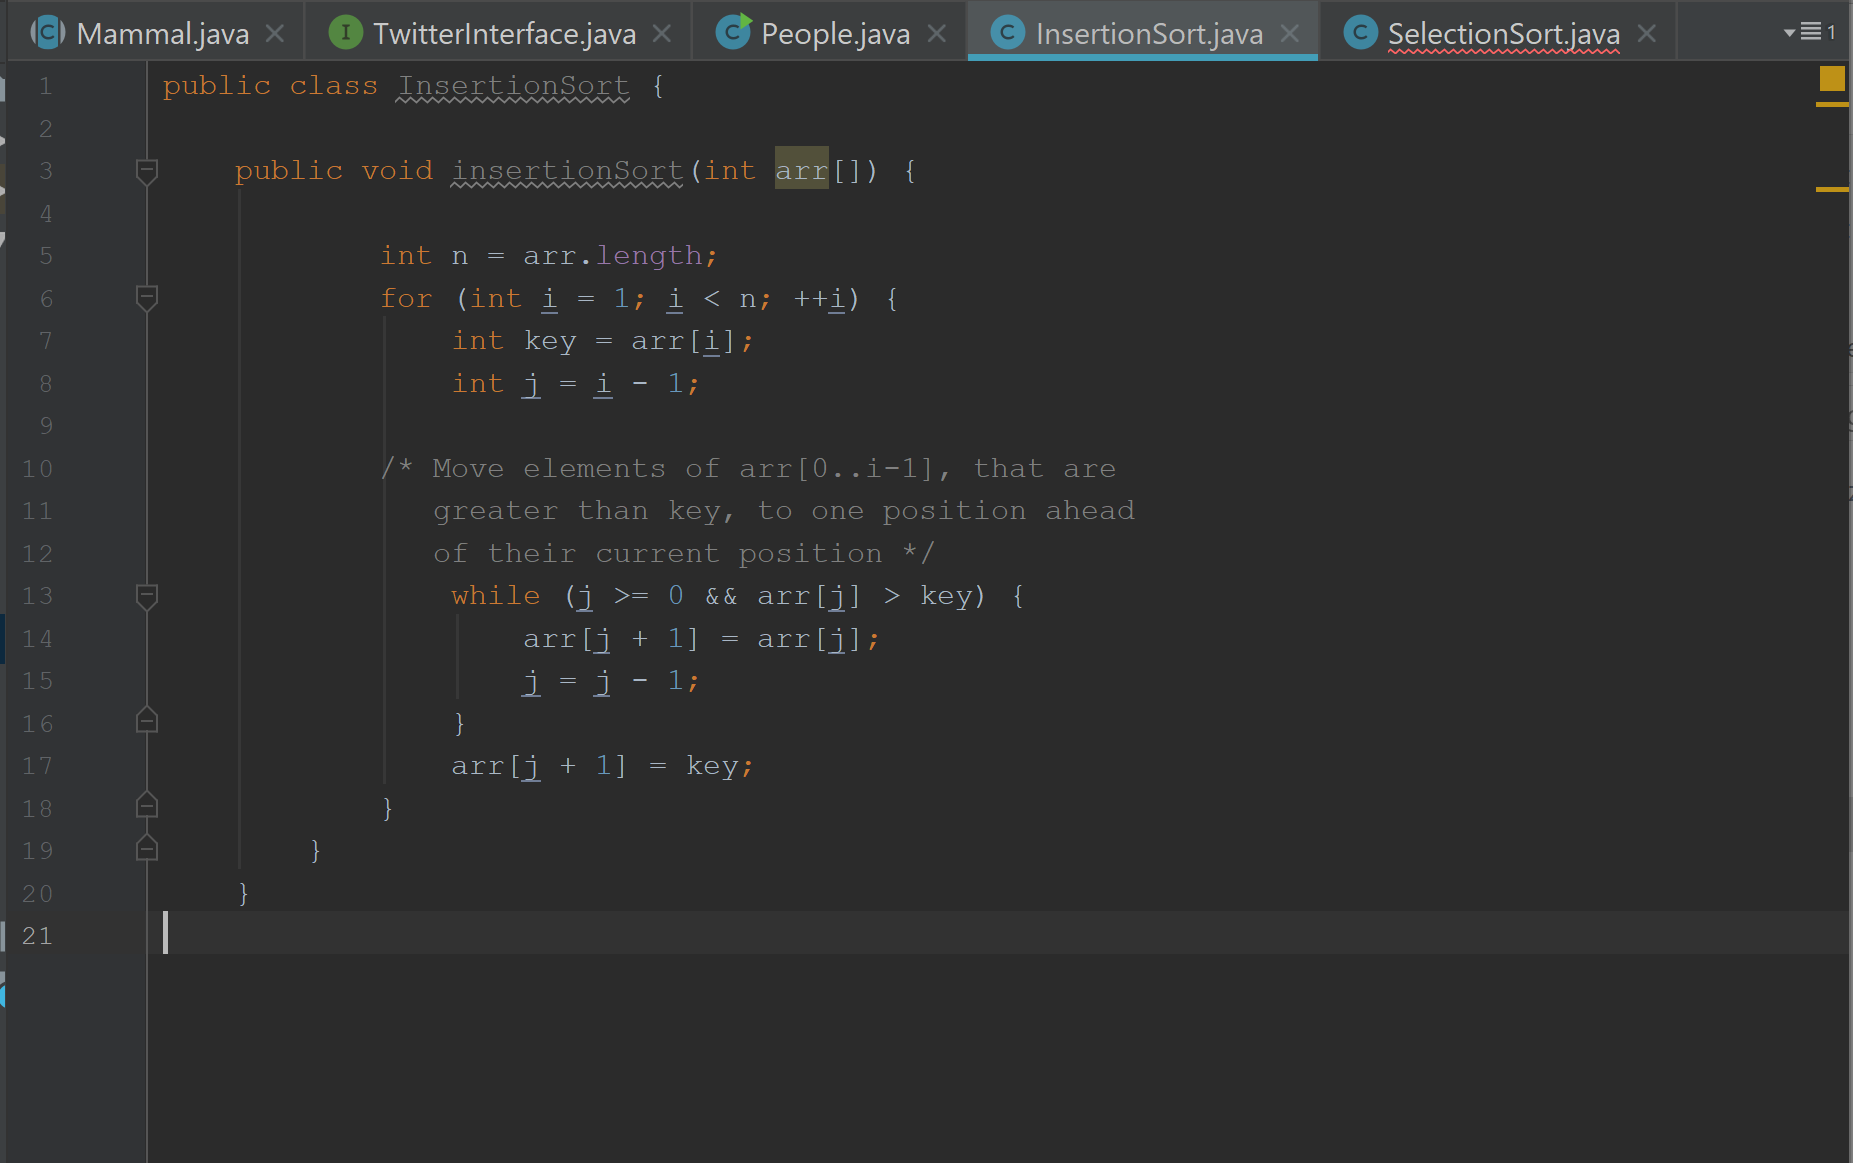 Mammal.java TwitterInterface.java People.java InsertionSort.java SelectionSort.java 1
1 public class InsertionSort {
2
3 public void insertionSort(int arr[]) {
4
5 int n = arr.length;
6 for (int i = 1; i < n; ++i) {
7 int key = arr[i];
8 int j = i - 1;
9
10 /* Move elements of arr[0..i-1], that are
11 greater than key, to one position ahead
12 of their current position */
13 while (j >= 0 && arr[j] > key) {
14 arr[j + 1] = arr[j];
15 j = j - 1;
16 }
17 arr[j + 1] = key;
18 }
19 }
20 }
21